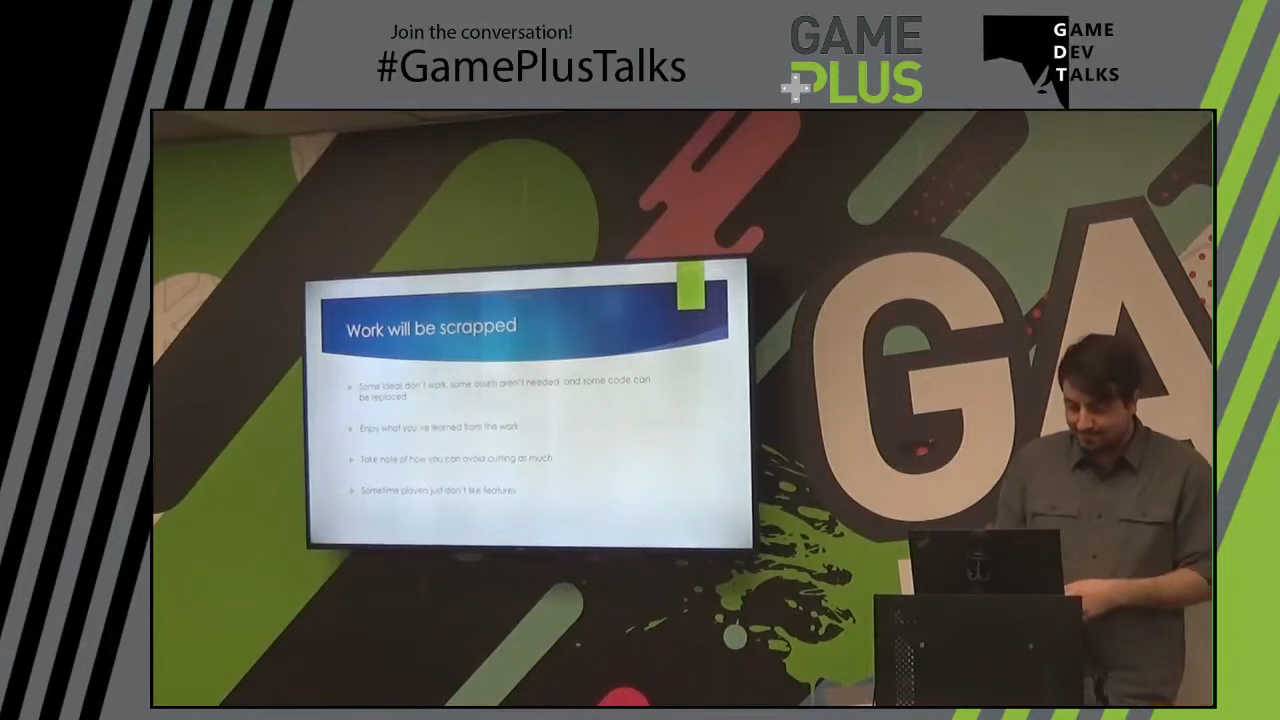 Join the conversation!
#GamePlusTalks
GAME
PLUS
GAME
DEV
TALKS
Work will be scrapped
Some ideas don't work, some assets aren't needed, and some code can
be replaced
Enjoy what you've learned from the work
Take note of how you can avoid cutting as much
Sometime players just don't like features
GA